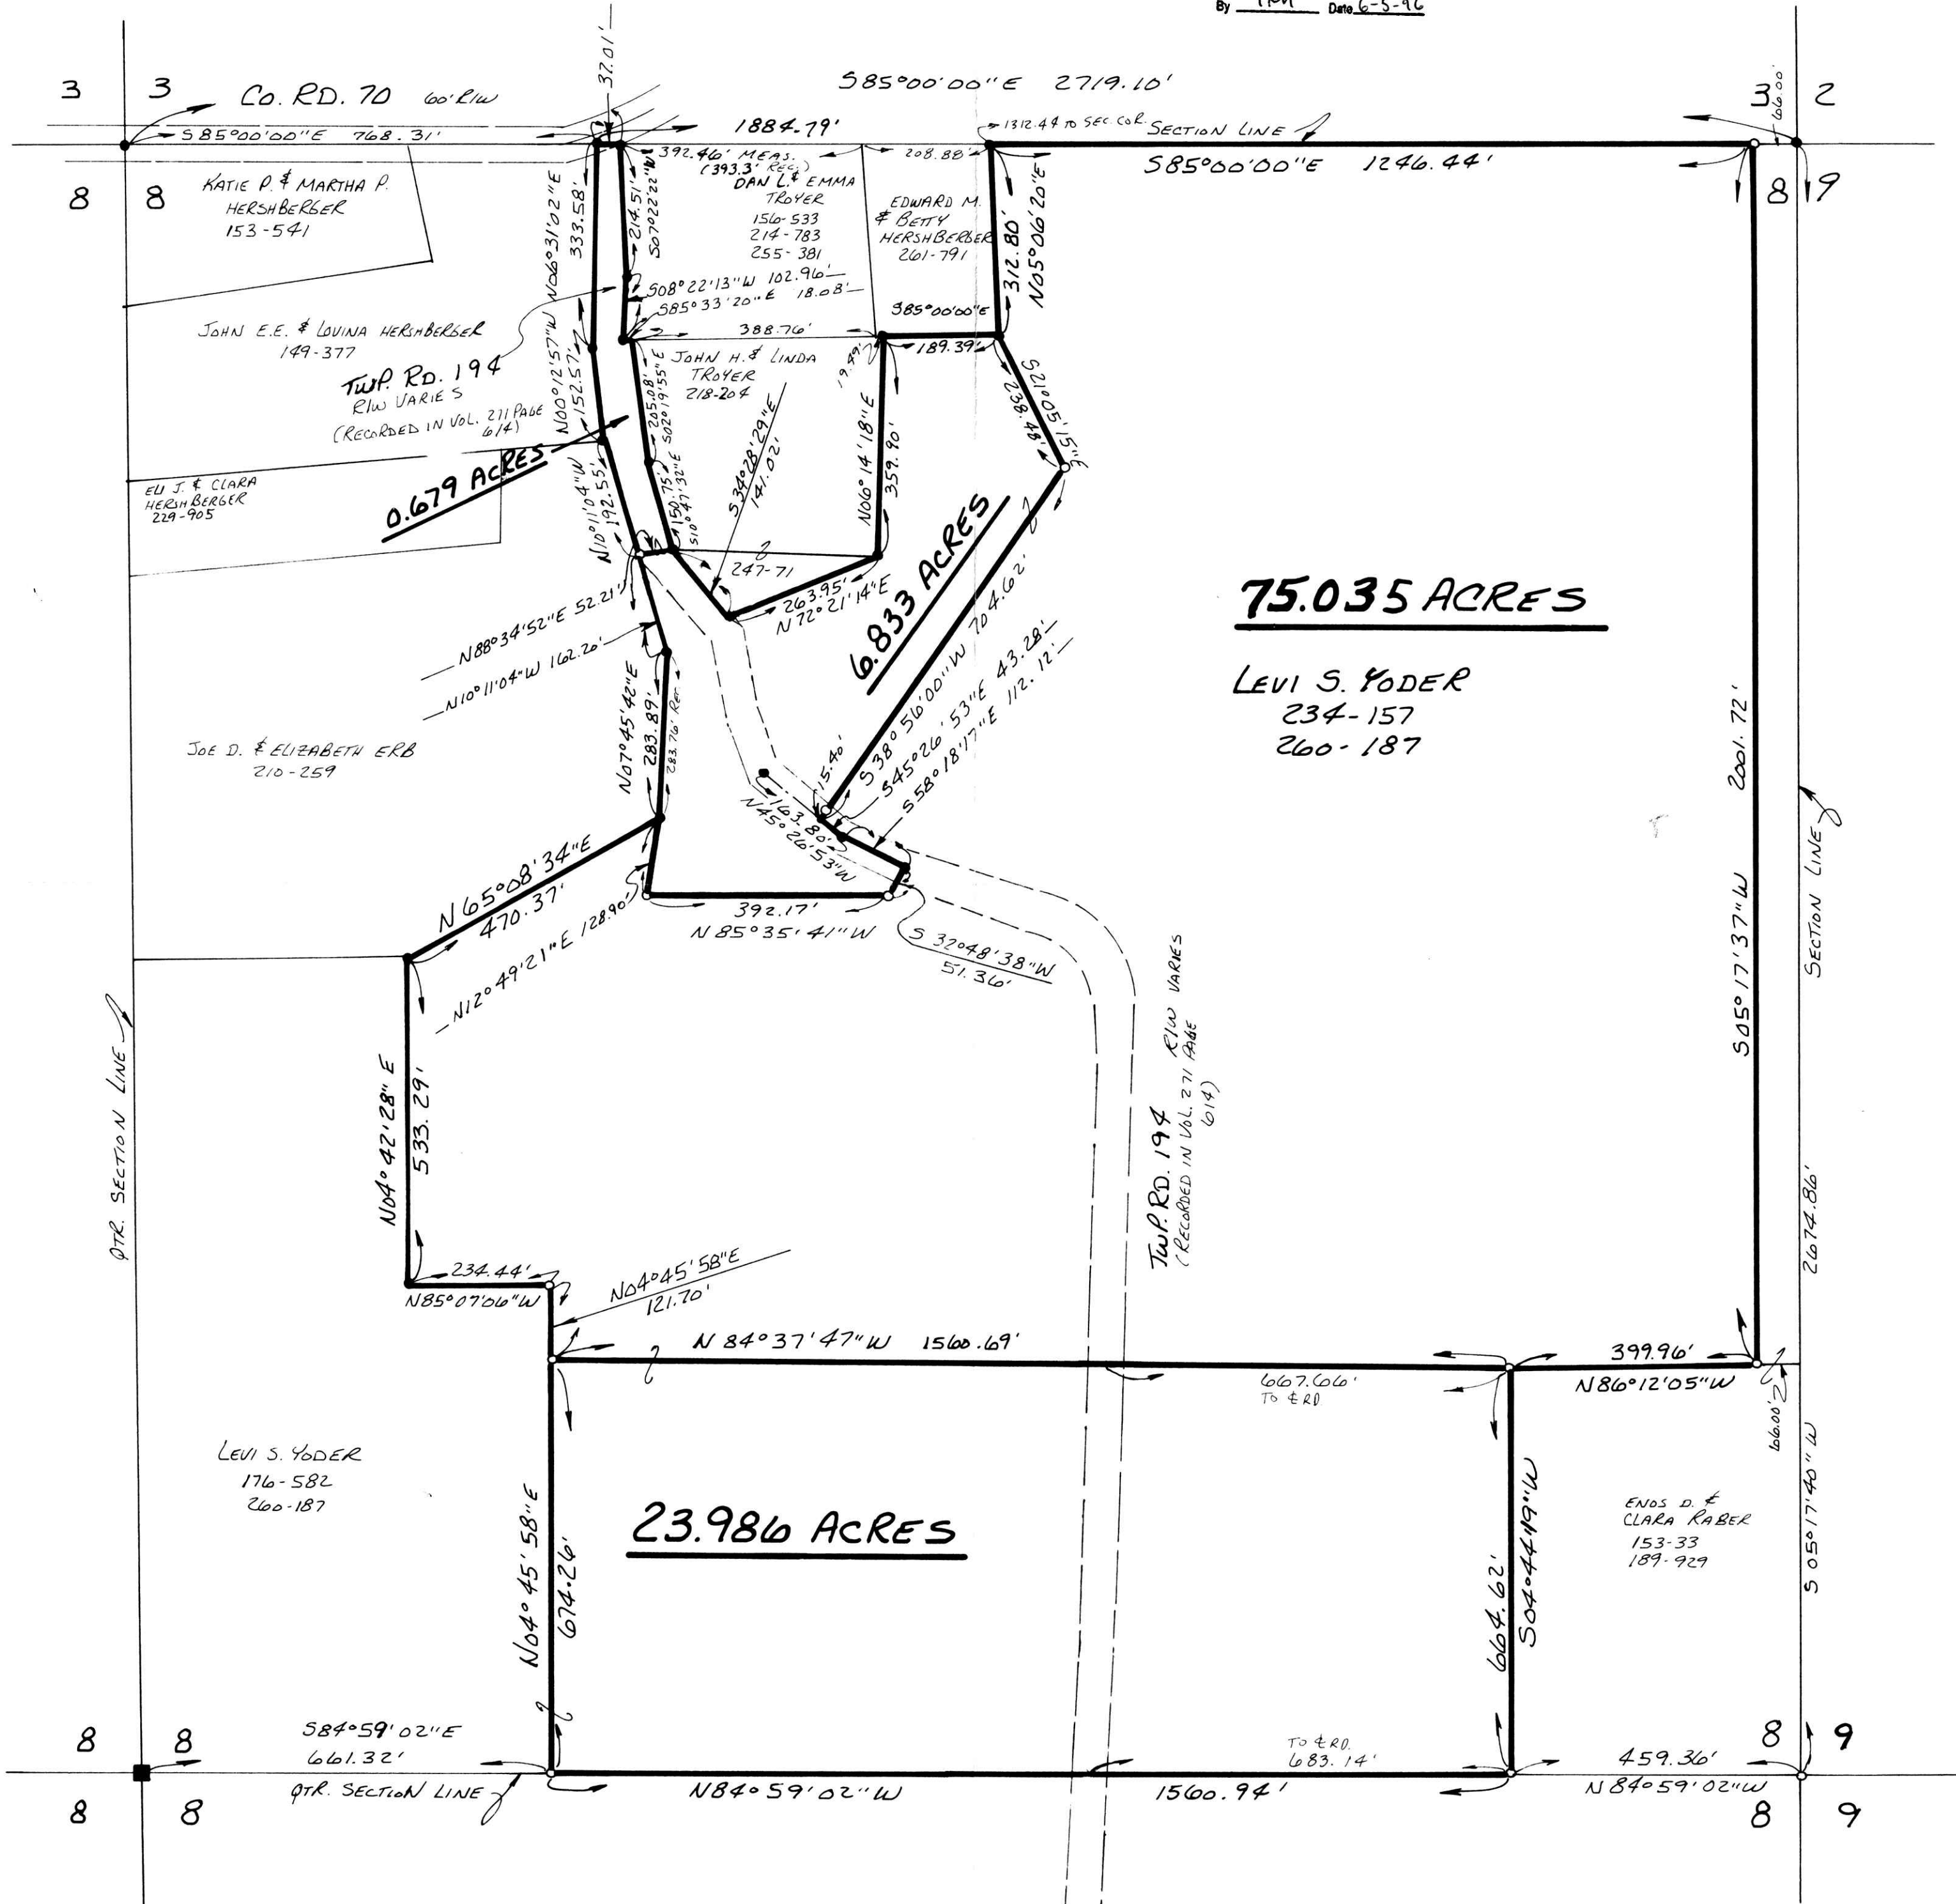 By Date 6-5-96
37.01'
S85°00'00"E 2719.10'
3 3 Co. RD. 70 60' R/W
3 2
66.00'
S85°00'00"E 768.31'
1884.79'
1312.44 TO SEC. COR. SECTION LINE
392.46' MEAS.
(393.3' REC.)
208.88'
S85°00'00"E 1246.44'
8 8
8 9
KATIE P. & MARTHA P.
HERSHBERGER
153-541
N06°31'02"E
333.58'
214.51'
S07°22'22"W
DAN L. & EMMA
TROYER
156-533
214-783
255-381
EDWARD M.
& BETTY
HERSHBERGER
261-791
312.80'
N05°06'20"E
S08°22'13"W 102.96'
S85°33'20"E 18.08'
388.76'
S85°00'00"E
189.39'
19.99'
JOHN E.E. & LOVINA HERSHBERGER
149-377
TWP. RD. 194
R/W VARIES
(RECORDED IN VOL. 271 PAGE
614)
N00°12'57"W
152.57'
JOHN H. & LINDA
TROYER
218-204
205.08'
S02°19'55"E
S34°28'29"E
141.02'
N06°14'18"E
359.90'
S21°05'15"E
238.48'
0.679 ACRES
ELI J. & CLARA
HERSHBERGER
229-905
N10°11'04"W
192.55'
150.75'
S10°47'32"E
247-71
263.95'
N72°21'14"E
6.833 ACRES
75.035 ACRES
LEVI S. YODER
234-157
260-187
N88°34'52"E 52.21'
N10°11'04"W 162.20'
S38°56'00"W 704.62'
S45°26'53"E 43.28'
S58°18'17"E 112.12'
15.40'
2001.72'
S05°17'37"W
SECTION LINE
JOE D. & ELIZABETH ERB
210-259
N07°45'42"E
283.89'
283.76' REC.
163.80'
N45°26'53"W
N65°08'34"E
470.37'
N12°49'21"E 128.90'
392.17'
N85°35'41"W
S32°48'38"W
51.36'
QTR. SECTION LINE
N04°42'28"E
533.29'
TWP. RD. 194 R/W VARIES
(RECORDED IN VOL. 271 PAGE
614)
2674.86'
234.44'
N85°07'06"W
N04°45'58"E
121.70'
N84°37'47"W 1560.69'
667.66'
TO ℄ RD
399.96'
N86°12'05"W
66.00'
LEVI S. YODER
176-582
260-187
N04°45'58"E
674.26'
23.986 ACRES
664.62'
S04°44'19"W
ENOS D. &
CLARA RABER
153-33
189-929
S05°17'40"W
8 8
S84°59'02"E
661.32'
QTR. SECTION LINE
N84°59'02"W
TO ℄ RD.
683.14'
1560.94'
459.36'
N84°59'02"W
8 9
8 8
8 9